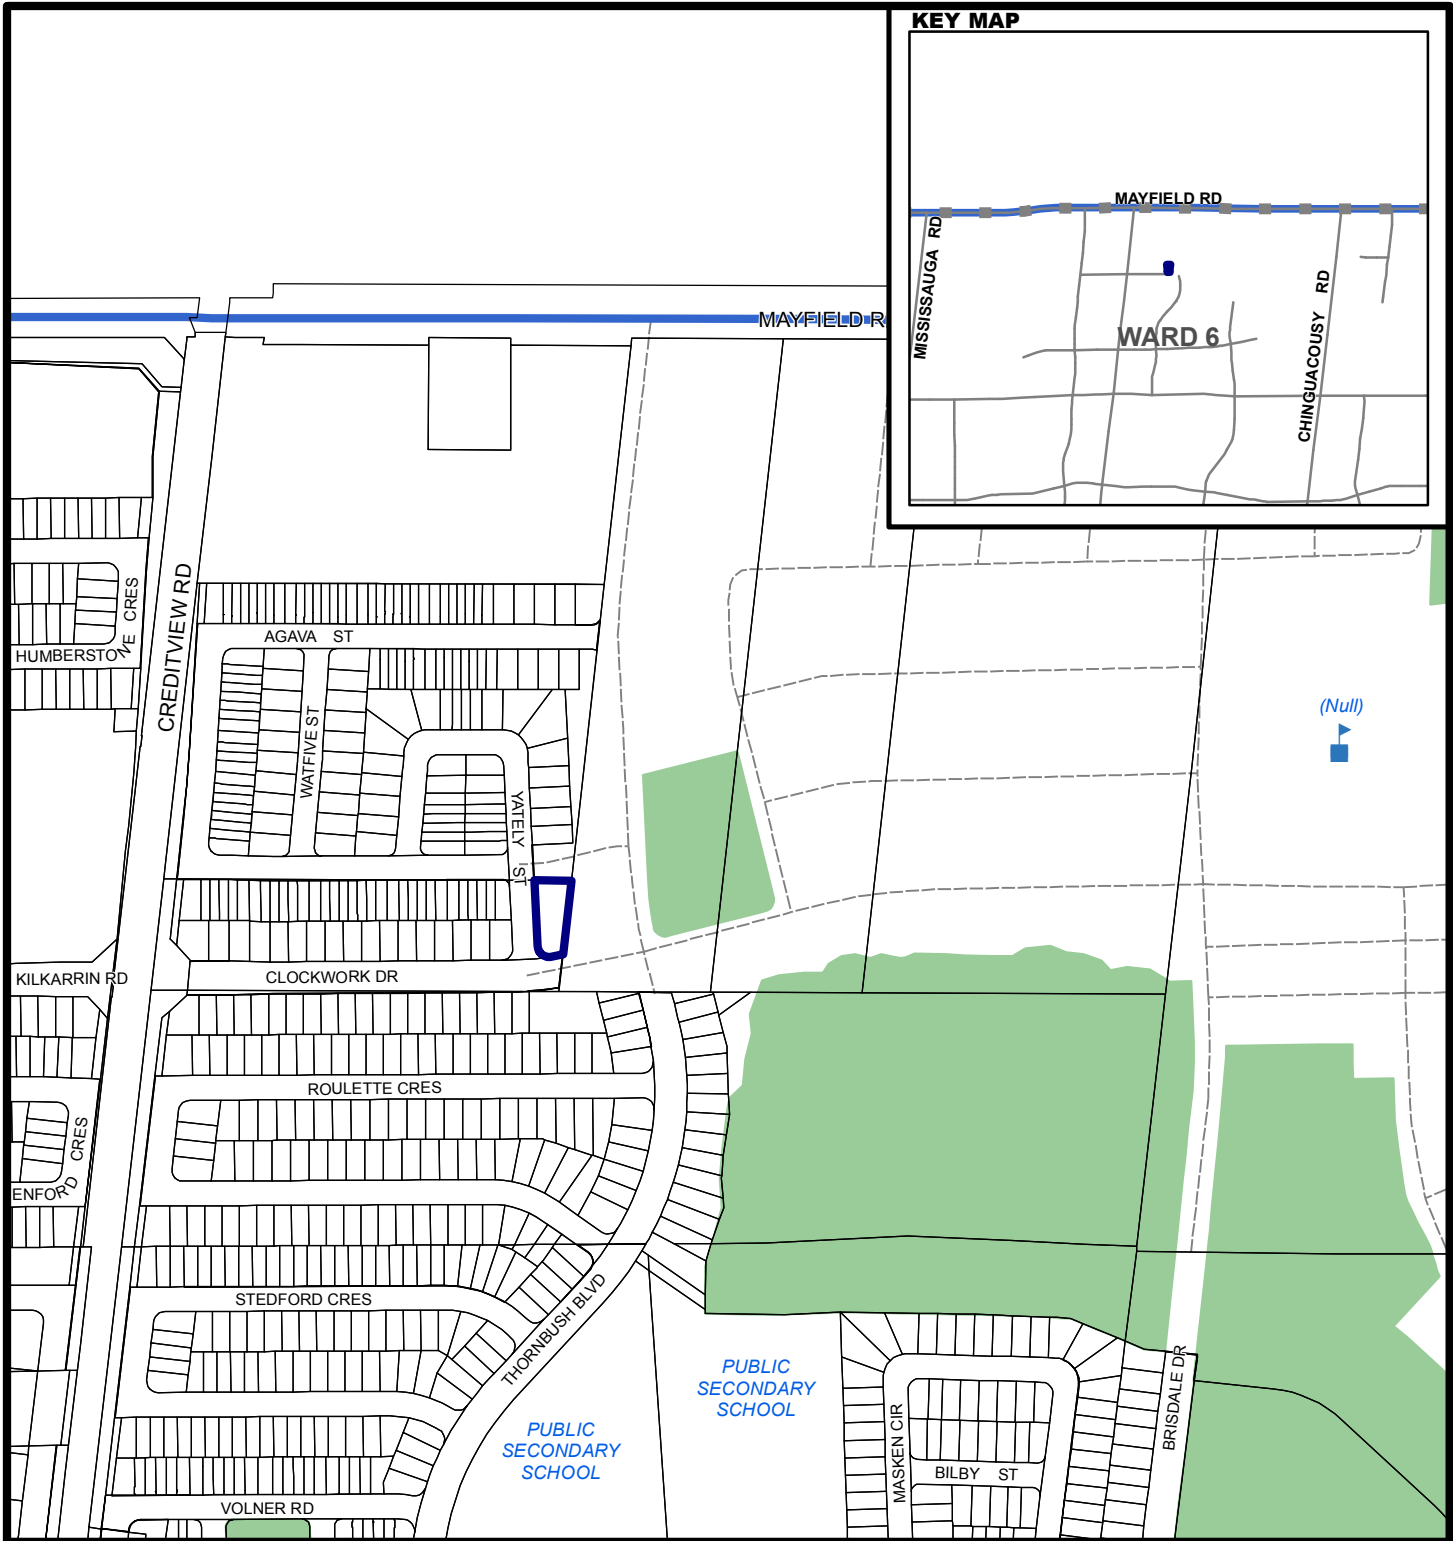 KEY MAP
MAYFIELD RD
MISSISSAUGA RD
CHINGUACOUSY RD
WARD 6
MAYFIELD R
CREDITVIEW RD
HUMBERSTONE CRES
AGAVA ST
WATFIVE ST
YATELY ST
(Null)
KILKARRIN RD
CLOCKWORK DR
ROULETTE CRES
ENFORD CRES
STEDFORD CRES
THORNBUSH BLVD
PUBLIC
SECONDARY
SCHOOL
PUBLIC
SECONDARY
SCHOOL
MASKEN CIR
BILBY ST
BRISDALE DR
VOLNER RD